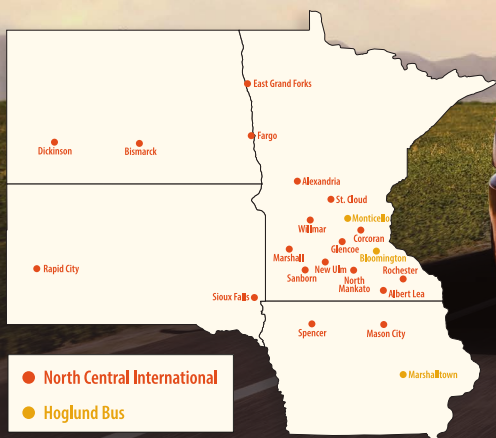 East Grand Forks
Fargo
Dickinson
Bismarck
Alexandria
St. Cloud
Monticello
Willmar
Corcoran
Glencoe
Bloomington
Marshall
New Ulm
Rochester
Sanborn
North
Mankato
Albert Lea
Rapid City
Sioux Falls
Spencer
Mason City
Marshalltown
North Central International
Hoglund Bus